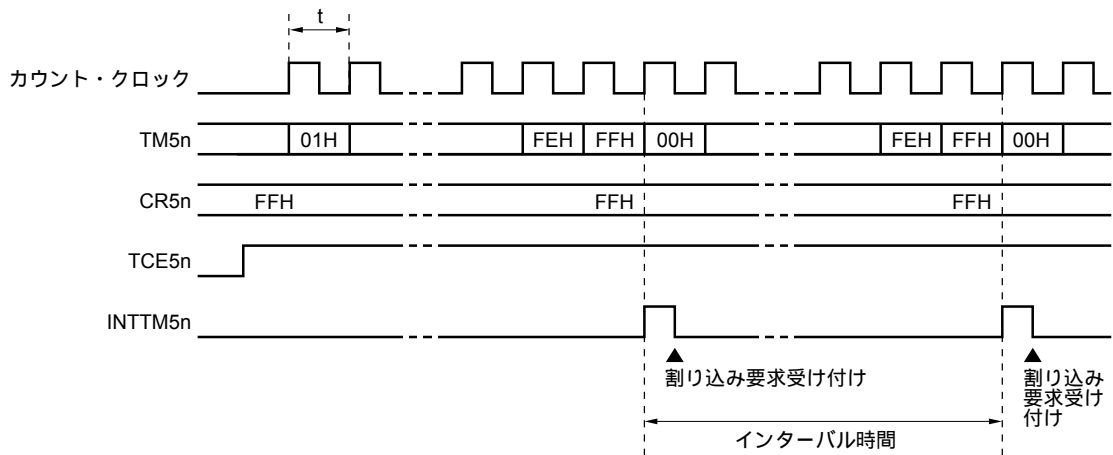 t
カウント・クロック
TM5n 01H FEH FFH 00H FEH FFH 00H
CR5n FFH FFH FFH
TCE5n
INTTM5n
割り込み要求受け付け
割り込み
要求受け
付け
インターバル時間